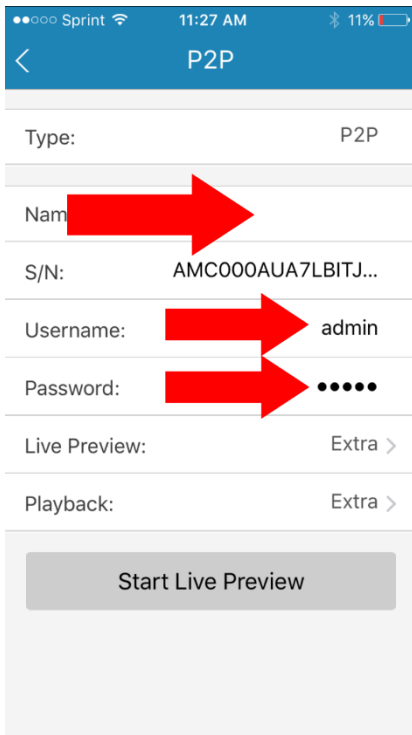 Sprint 11:27 AM 11%
P2P
Type: P2P
Nam
S/N: AMC000AUA7LBITJ...
Username: admin
Password: •••••
Live Preview: Extra
Playback: Extra
Start Live Preview